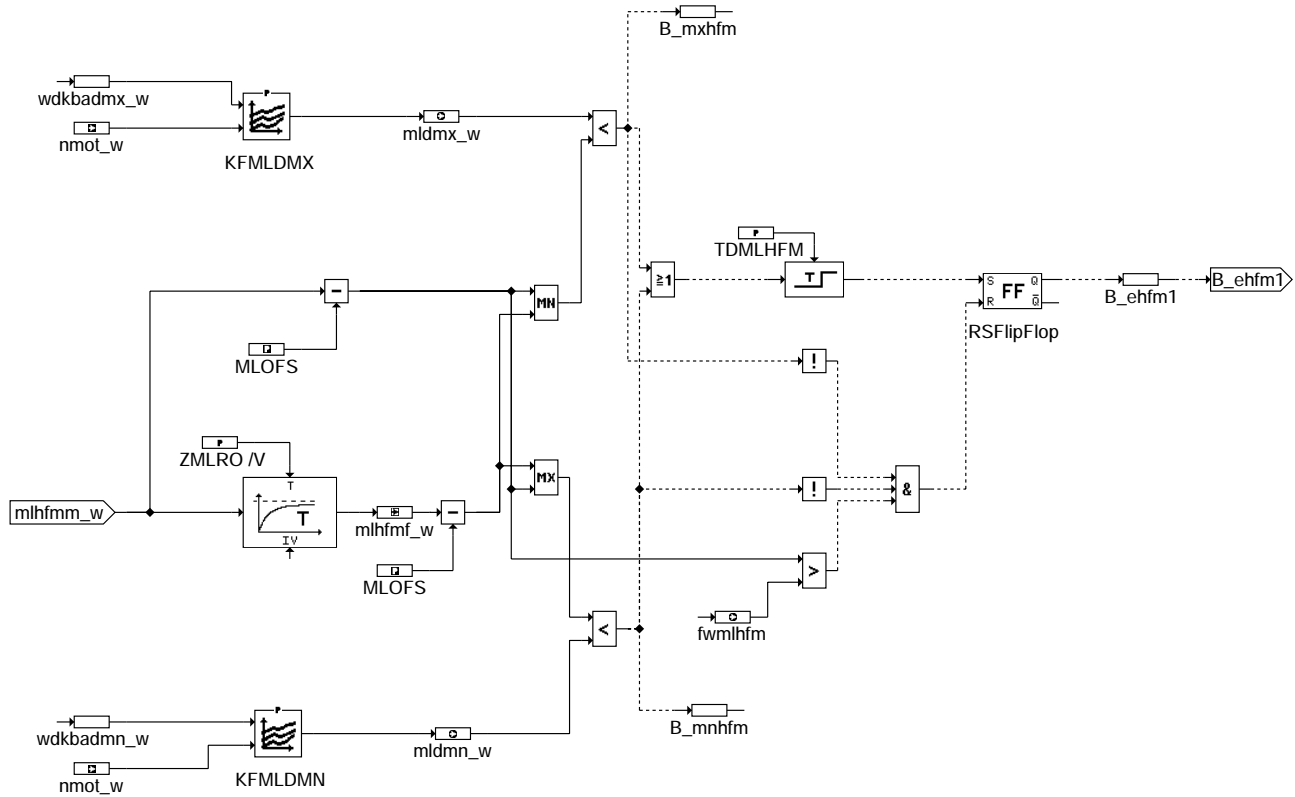 B_mxhfm
wdkbadmx_w
P
mldmx_w
<
nmot_w
KFMLDMX
P
TDMLHFM
≥1
T
S Q
FF
R Q
B_ehfm1
B_ehfm1
RSFlipFlop
-
MN
MLOFS
!
P
ZMLRO /V
T
MX
!
&
mlhfmm_w
T
IV
mlhfmf_w
-
MLOFS
>
fwmlhfm
<
B_mnhfm
wdkbadmn_w
P
mldmn_w
nmot_w
KFMLDMN